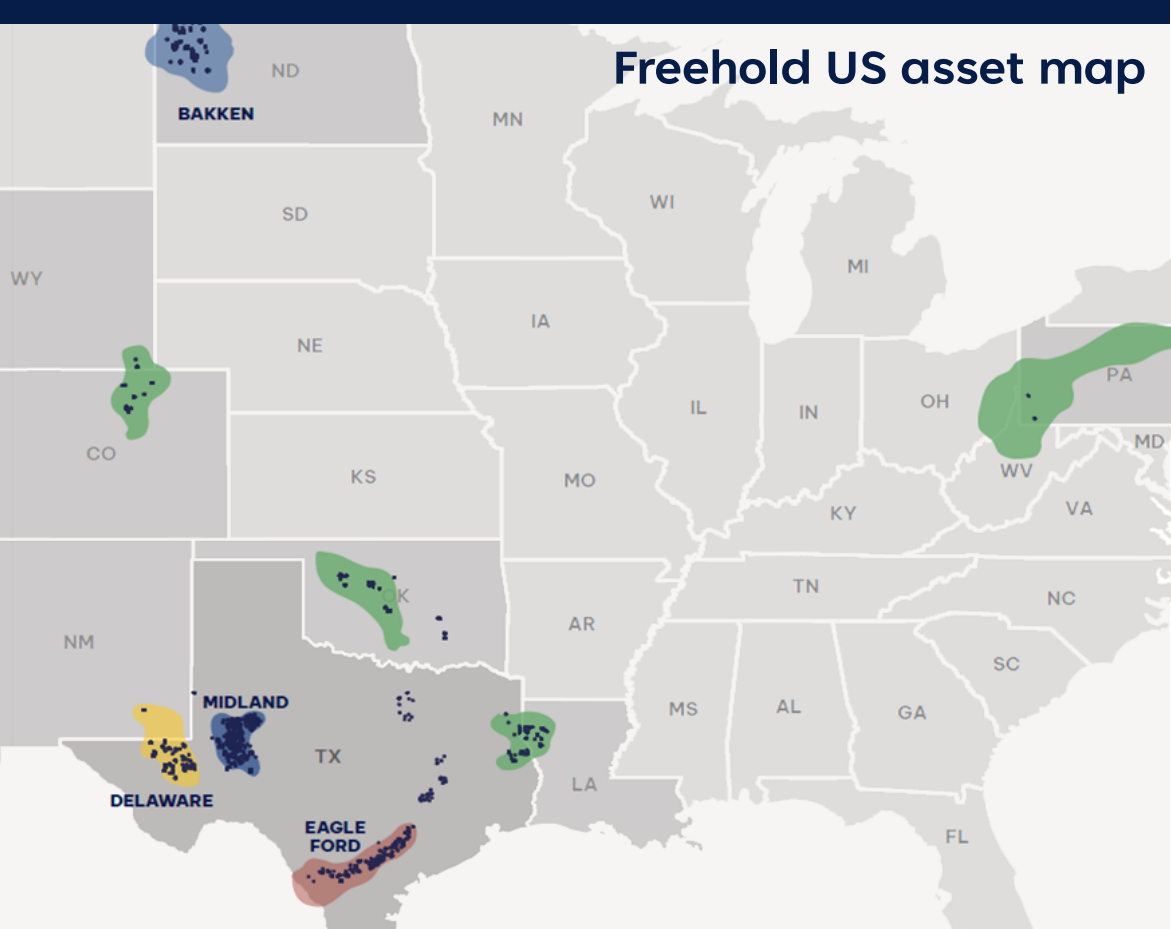 Freehold US asset map
ND
BAKKEN
MN
WI
SD
MI
WY
IA
NE
PA
OH
IL
IN
MD
CO
WV
KS
MO
VA
KY
TN
OK
NC
AR
NM
SC
MIDLAND
MS
AL
GA
TX
LA
DELAWARE
EAGLE
FORD
FL